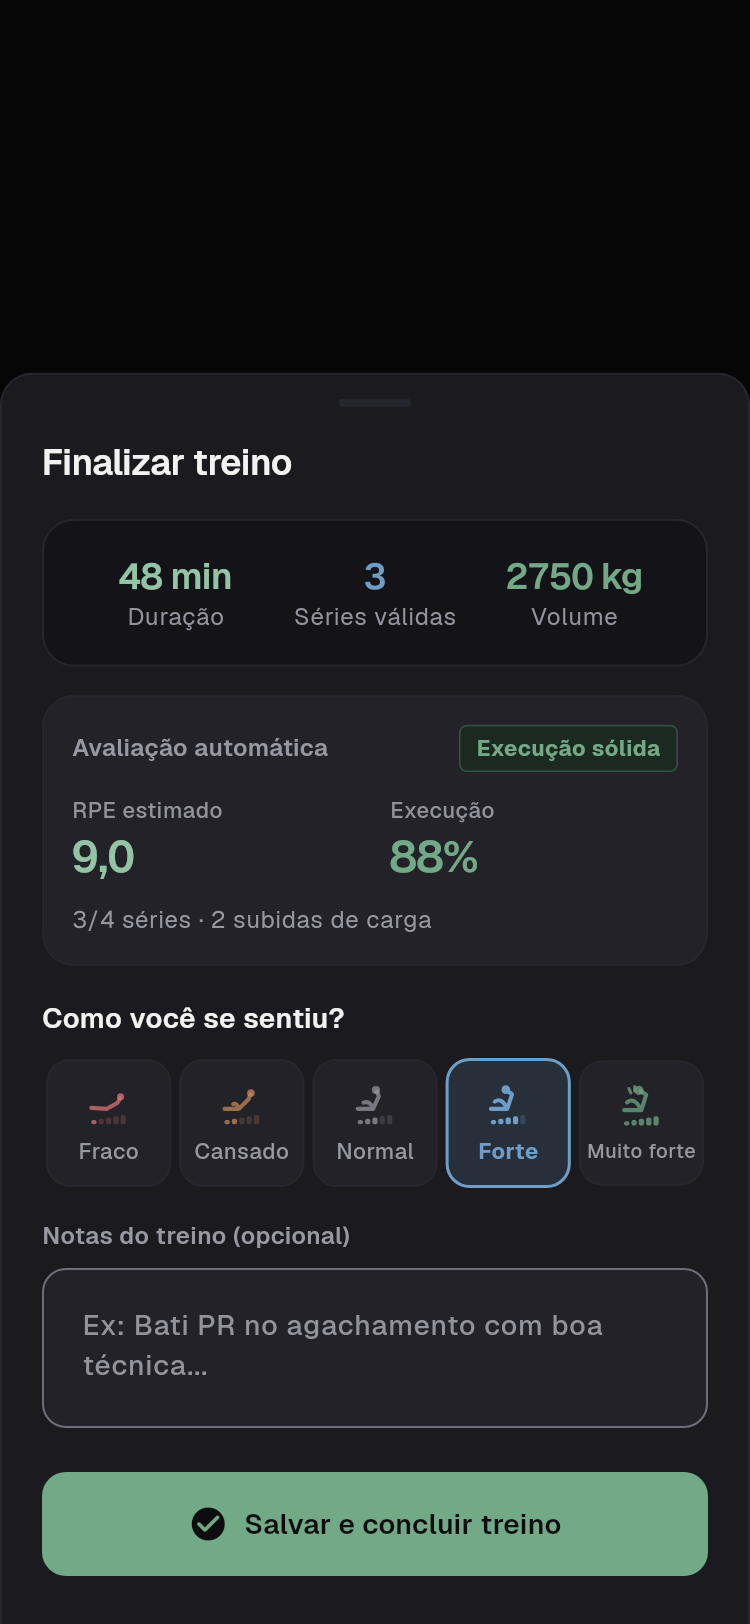 Finalizar treino
48 min
3
2750 kg
Duração
Séries válidas
Volume
Avaliação automática
Execução sólida
RPE estimado
Execução
9,0
88%
3/4 séries · 2 subidas de carga
Como você se sentiu?
Fraco
Cansado
Normal
Forte
Muito forte
Notas do treino (opcional)
Ex: Bati PR no agachamento com boa
técnica...
Salvar e concluir treino